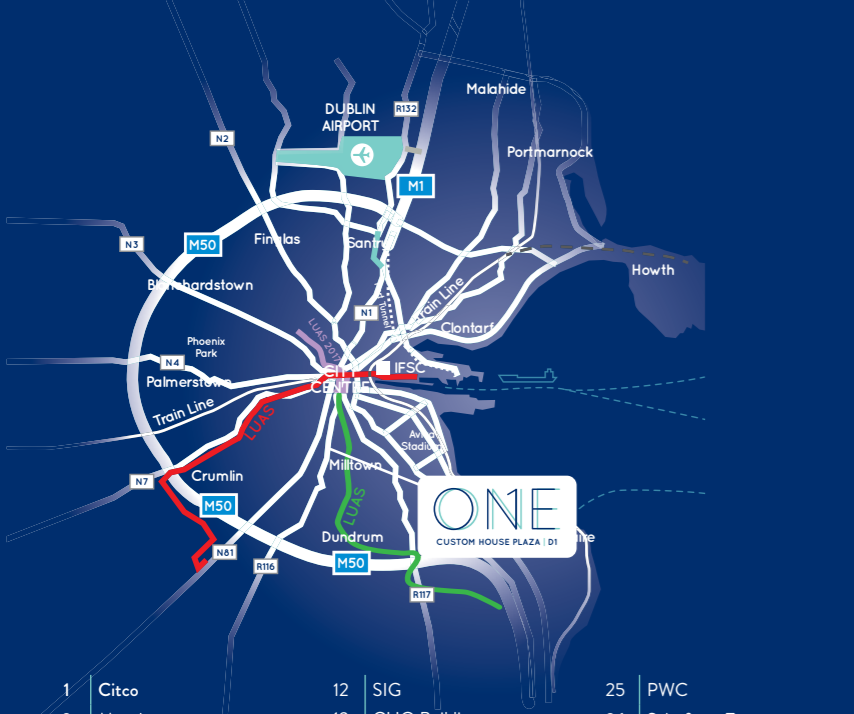 Malahide
DUBLIN
AIRPORT
R132
N2
Portmarnock
M1
N3
M50
Finglas
Santry
Howth
Blanchardstown
Train Line
Tunnel
N1
LUAS 2017
Clontarf
Phoenix
Park
N4
CITY
CENTRE
IFSC
Palmerstown
Train Line
LUAS
Aviva
Stadium
Milltown
N7
Crumlin
M50
LUAS
ONE
CUSTOM HOUSE PLAZA | D1
Dundrum
N81
M50
R116
R117
1 Citco
12 SIG
25 PWC